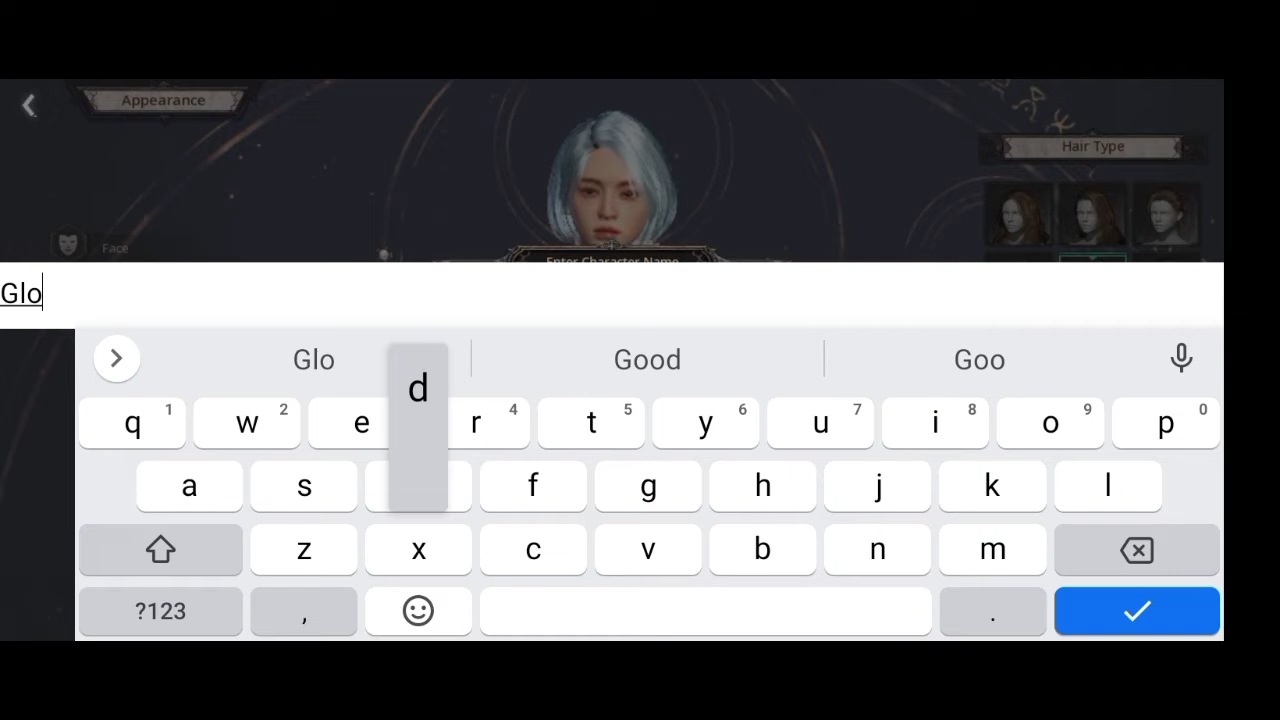 Appearance
Hair Type
Face
Enter Character Name
Glo
Glo Good Goo
d
q 1 w 2 e r 4 t 5 y 6 u 7 i 8 o 9 p 0
a s f g h j k l
z x c v b n m
?123 , .